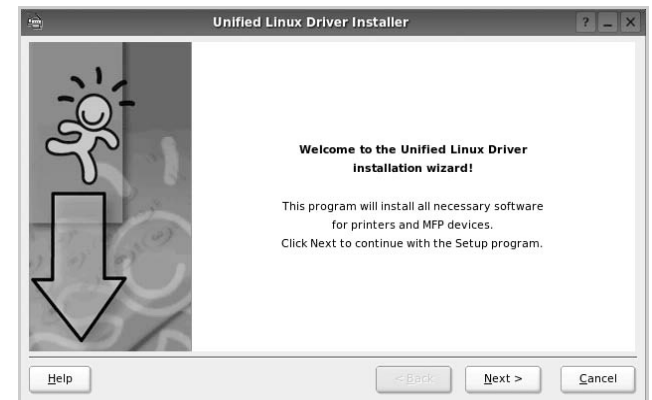 Unified Linux Driver Installer
? _ X
Welcome to the Unified Linux Driver
installation wizard!
This program will install all necessary software
for printers and MFP devices.
Click Next to continue with the Setup program.
Help
< Back
Next >
Cancel